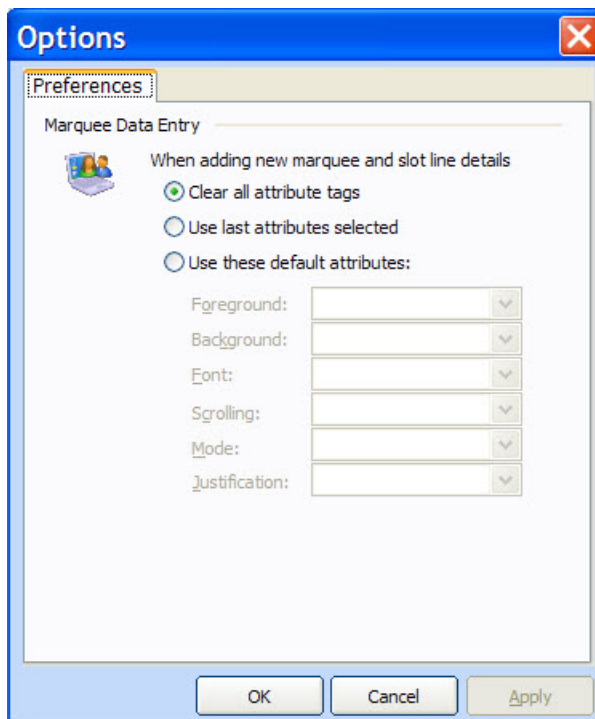 Options
Preferences
Marquee Data Entry
When adding new marquee and slot line details
Clear all attribute tags
Use last attributes selected
Use these default attributes:
Foreground:
Background:
Font:
Scrolling:
Mode:
Justification:
OK Cancel Apply